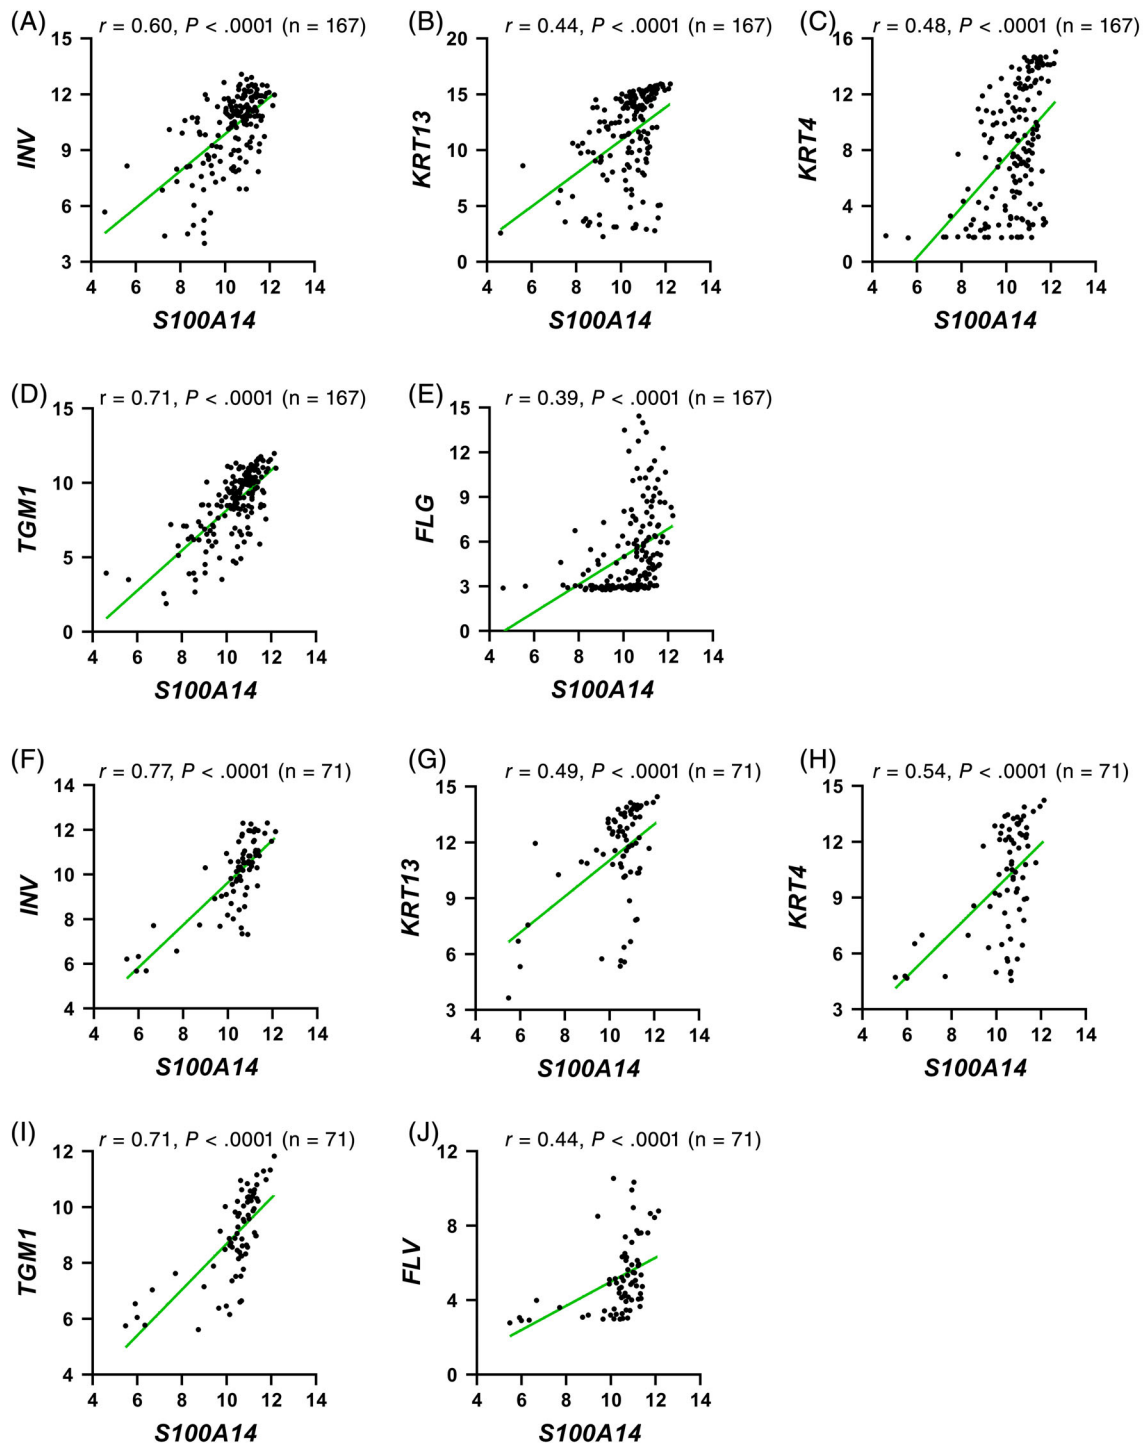 (A) r = 0.60, P < .0001 (n = 167)
15
12
9
6
3
INV
4 6 8 10 12 14
S100A14
(B) r = 0.44, P < .0001 (n = 167)
20
15
10
5
0
KRT13
4 6 8 10 12 14
S100A14
(C) r = 0.48, P < .0001 (n = 167)
16
12
8
4
0
KRT4
4 6 8 10 12 14
S100A14
(D) r = 0.71, P < .0001 (n = 167)
15
10
5
0
TGM1
4 6 8 10 12 14
S100A14
(E) r = 0.39, P < .0001 (n = 167)
15
12
9
6
3
0
FLG
4 6 8 10 12 14
S100A14
(F) r = 0.77, P < .0001 (n = 71)
14
12
10
8
6
4
INV
4 6 8 10 12 14
S100A14
(G) r = 0.49, P < .0001 (n = 71)
15
12
9
6
3
KRT13
4 6 8 10 12 14
S100A14
(H) r = 0.54, P < .0001 (n = 71)
15
12
9
6
3
KRT4
4 6 8 10 12 14
S100A14
(I) r = 0.71, P < .0001 (n = 71)
12
10
8
6
4
TGM1
4 6 8 10 12 14
S100A14
(J) r = 0.44, P < .0001 (n = 71)
12
8
4
0
FLV
4 6 8 10 12 14
S100A14